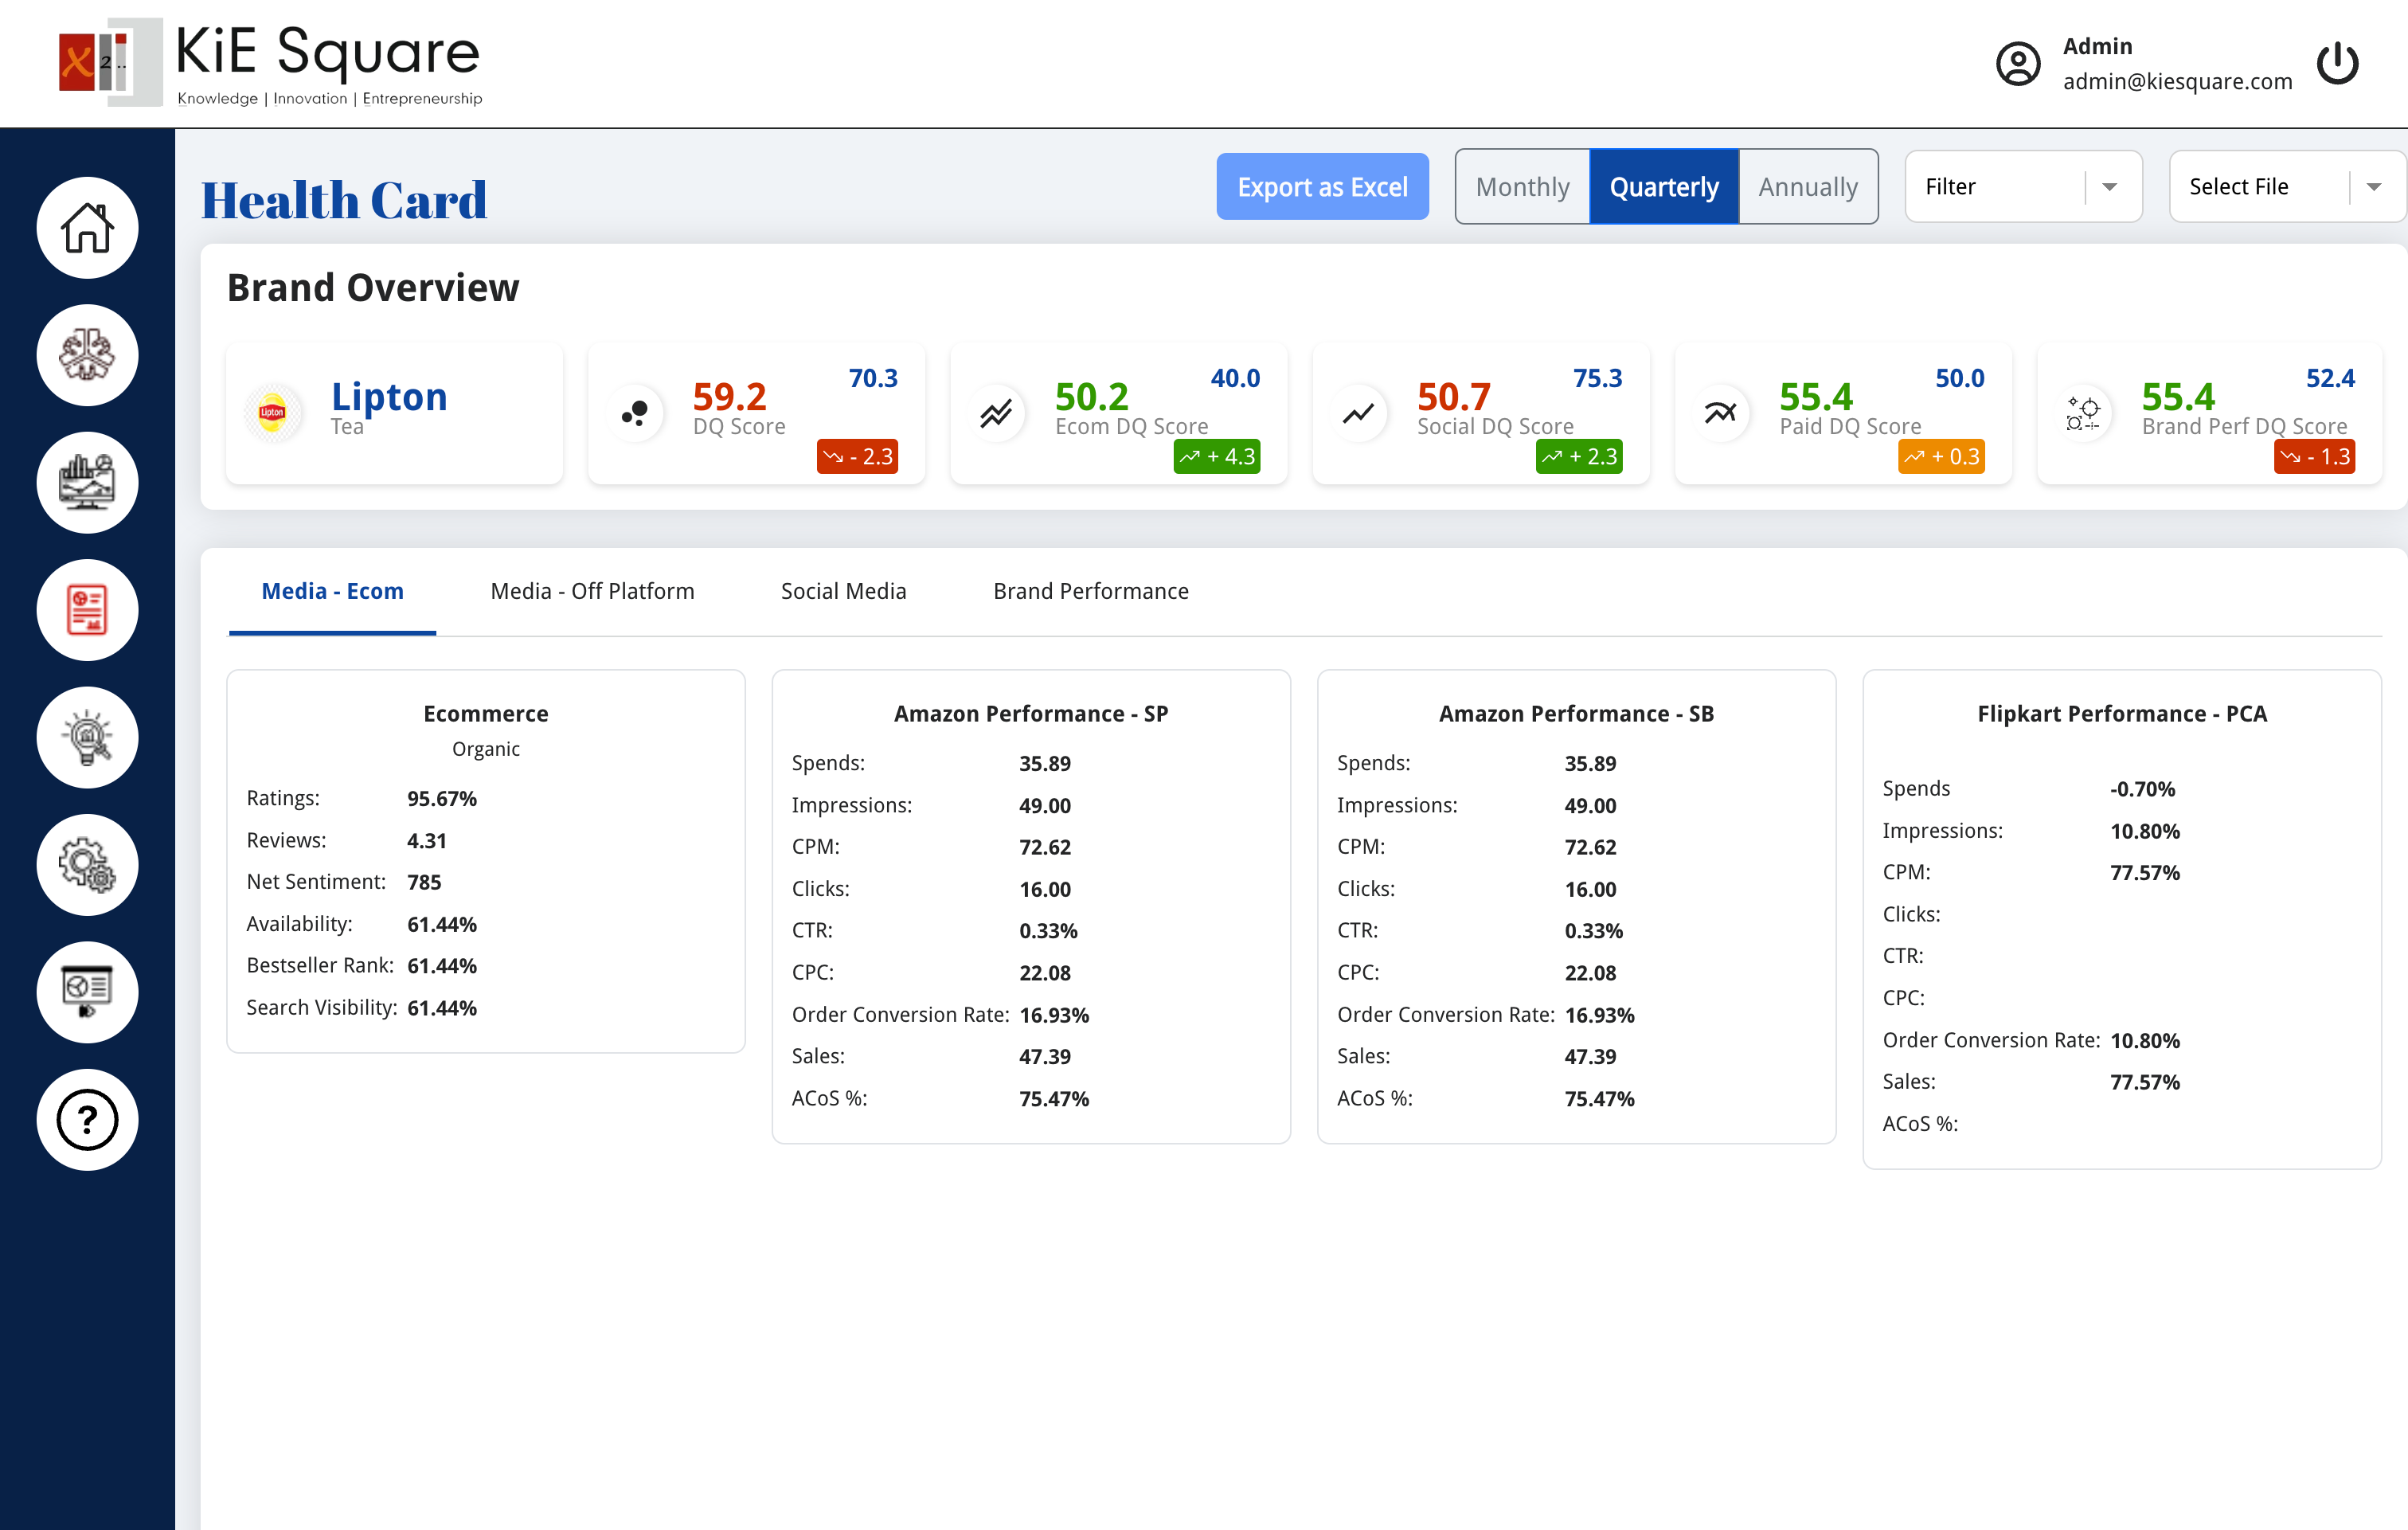 KiE Square
Knowledge | Innovation | Entrepreneurship
Admin
admin@kiesquare.com
Health Card
Export as Excel
Monthly
Quarterly
Annually
Filter
Select File
Brand Overview
Lipton
Lipton
Tea
59.2
DQ Score
70.3
- 2.3
50.2
Ecom DQ Score
40.0
+ 4.3
50.7
Social DQ Score
75.3
+ 2.3
55.4
Paid DQ Score
50.0
+ 0.3
55.4
Brand Perf DQ Score
52.4
- 1.3
Media - Ecom
Media - Off Platform
Social Media
Brand Performance
Ecommerce
Organic
Ratings: 95.67%
Reviews: 4.31
Net Sentiment: 785
Availability: 61.44%
Bestseller Rank: 61.44%
Search Visibility: 61.44%
Amazon Performance - SP
Spends: 35.89
Impressions: 49.00
CPM: 72.62
Clicks: 16.00
CTR: 0.33%
CPC: 22.08
Order Conversion Rate: 16.93%
Sales: 47.39
ACoS %: 75.47%
Amazon Performance - SB
Spends: 35.89
Impressions: 49.00
CPM: 72.62
Clicks: 16.00
CTR: 0.33%
CPC: 22.08
Order Conversion Rate: 16.93%
Sales: 47.39
ACoS %: 75.47%
Flipkart Performance - PCA
Spends -0.70%
Impressions: 10.80%
CPM: 77.57%
Clicks:
CTR:
CPC:
Order Conversion Rate: 10.80%
Sales: 77.57%
ACoS %: